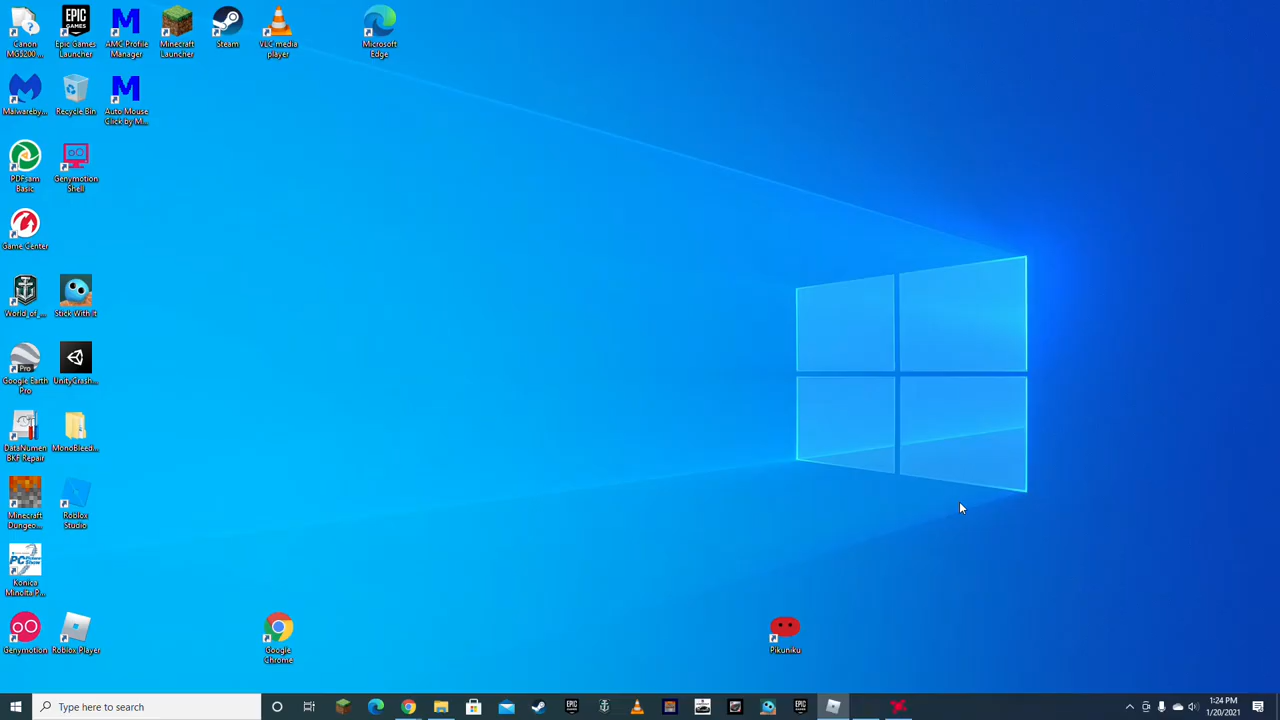 Canon
MG5200 ...
Epic Games
Launcher
AMC Profile
Manager
Minecraft
Launcher
Steam
VLC media
player
Microsoft
Edge
Malwareby...
Recycle Bin
Auto Mouse
Click by M...
PDFsam
Basic
Genymotion
Shell
Game Center
World_of_...
Stick With it
Pro
Google Earth
Pro
UnityCrash...
DataNumen
BKF Repair
MonoBleed...
Minecraft
Dungeo...
Roblox
Studio
Konica
Minolta P...
Genymotion
Roblox Player
Google
Chrome
Pikuniku
Type here to search
1:24 PM
1/20/2021